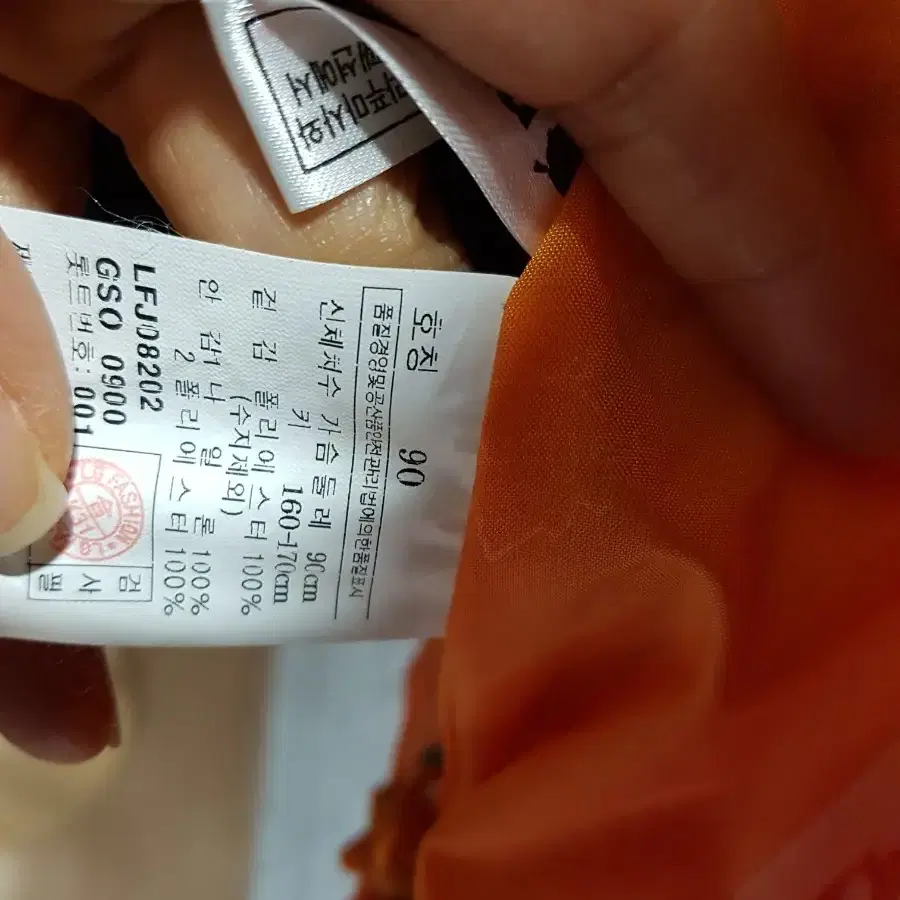 호칭 90
품질경영및공산품안전관리법에의한품질표시
신체치수 가슴둘레 90cm
키 160-170cm
겉감 폴리에스터 100%
(수지제외)
안감1 나일론 100%
2 폴리에스터 100%
LFJ08202
GSO 0900
롯트번호: 001
검사필
FASHION